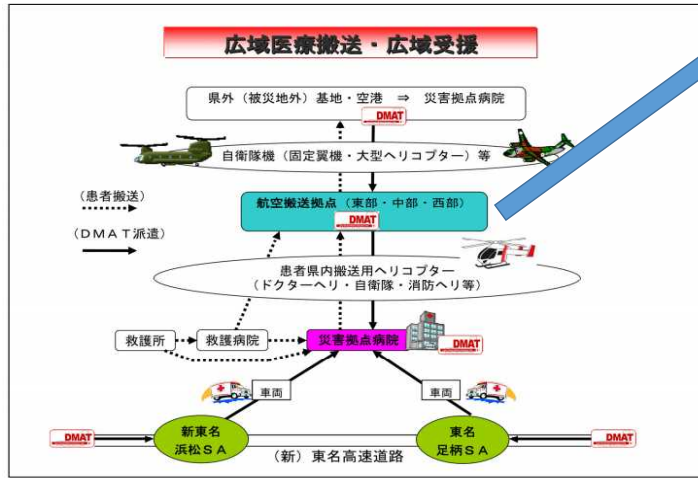 広域医療搬送・広域受援
県外（被災地外）基地・空港 ⇒ 災害拠点病院
DMAT
自衛隊機（固定翼機・大型ヘリコプター）等
（患者搬送）
航空搬送拠点（東部・中部・西部）
DMAT
（ＤＭＡＴ派遣）
患者県内搬送用ヘリコプター
（ドクターヘリ・自衛隊・消防ヘリ等）
救護所
救護病院
災害拠点病院
DMAT
車両
車両
DMAT
新東名
浜松ＳＡ
東名
足柄ＳＡ
DMAT
（新）東名高速道路